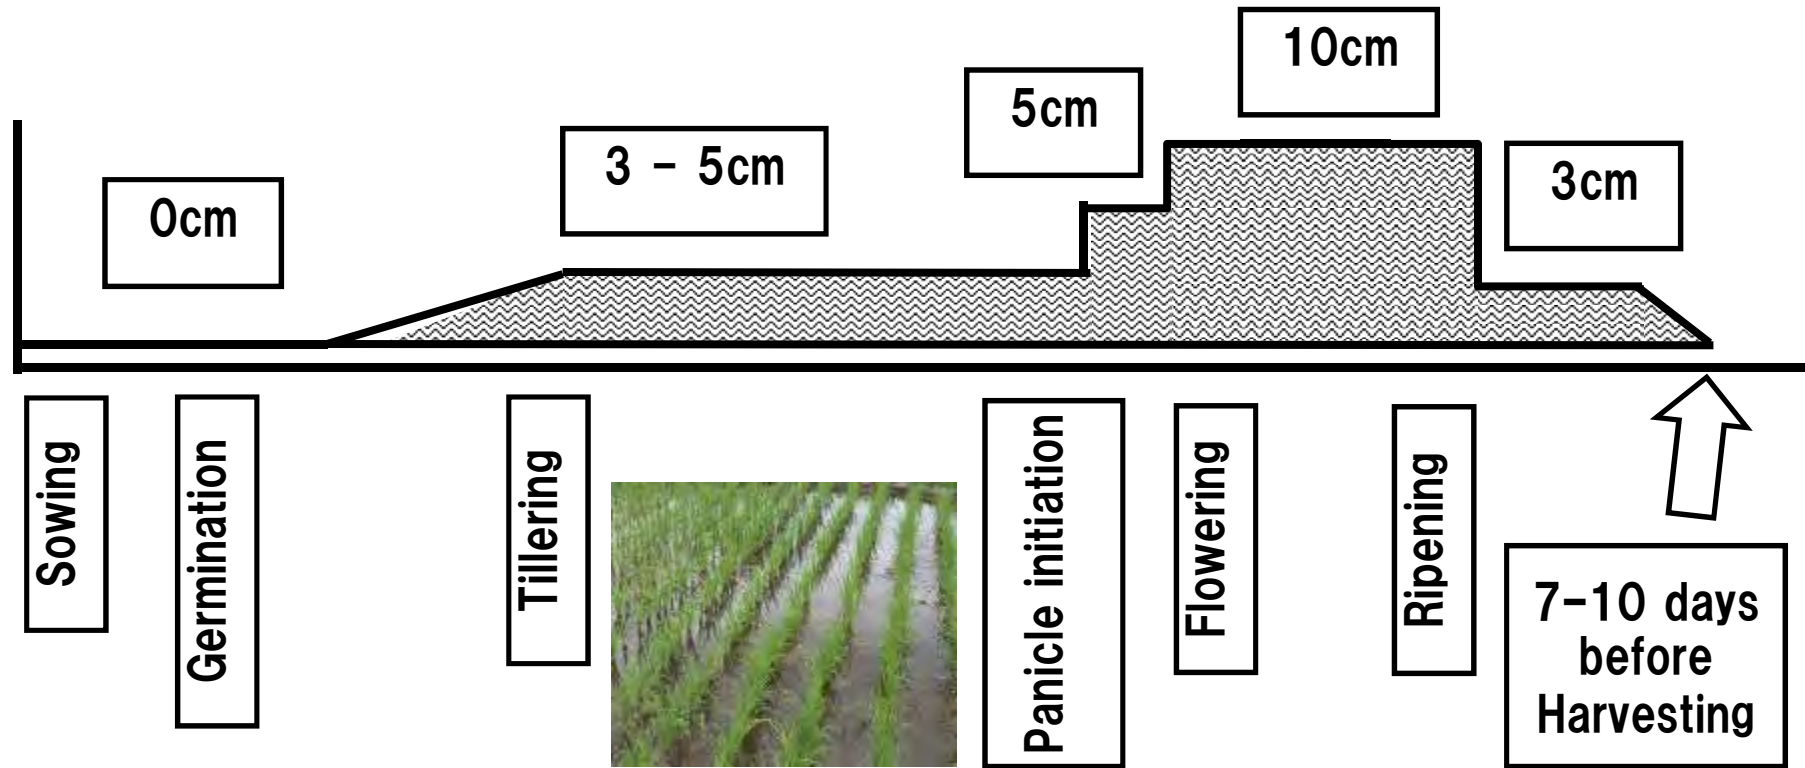 0cm
3 - 5cm
5cm
10cm
3cm
Sowing
Germination
Tillering
Panicle initiation
Flowering
Ripening
7-10 days
before
Harvesting